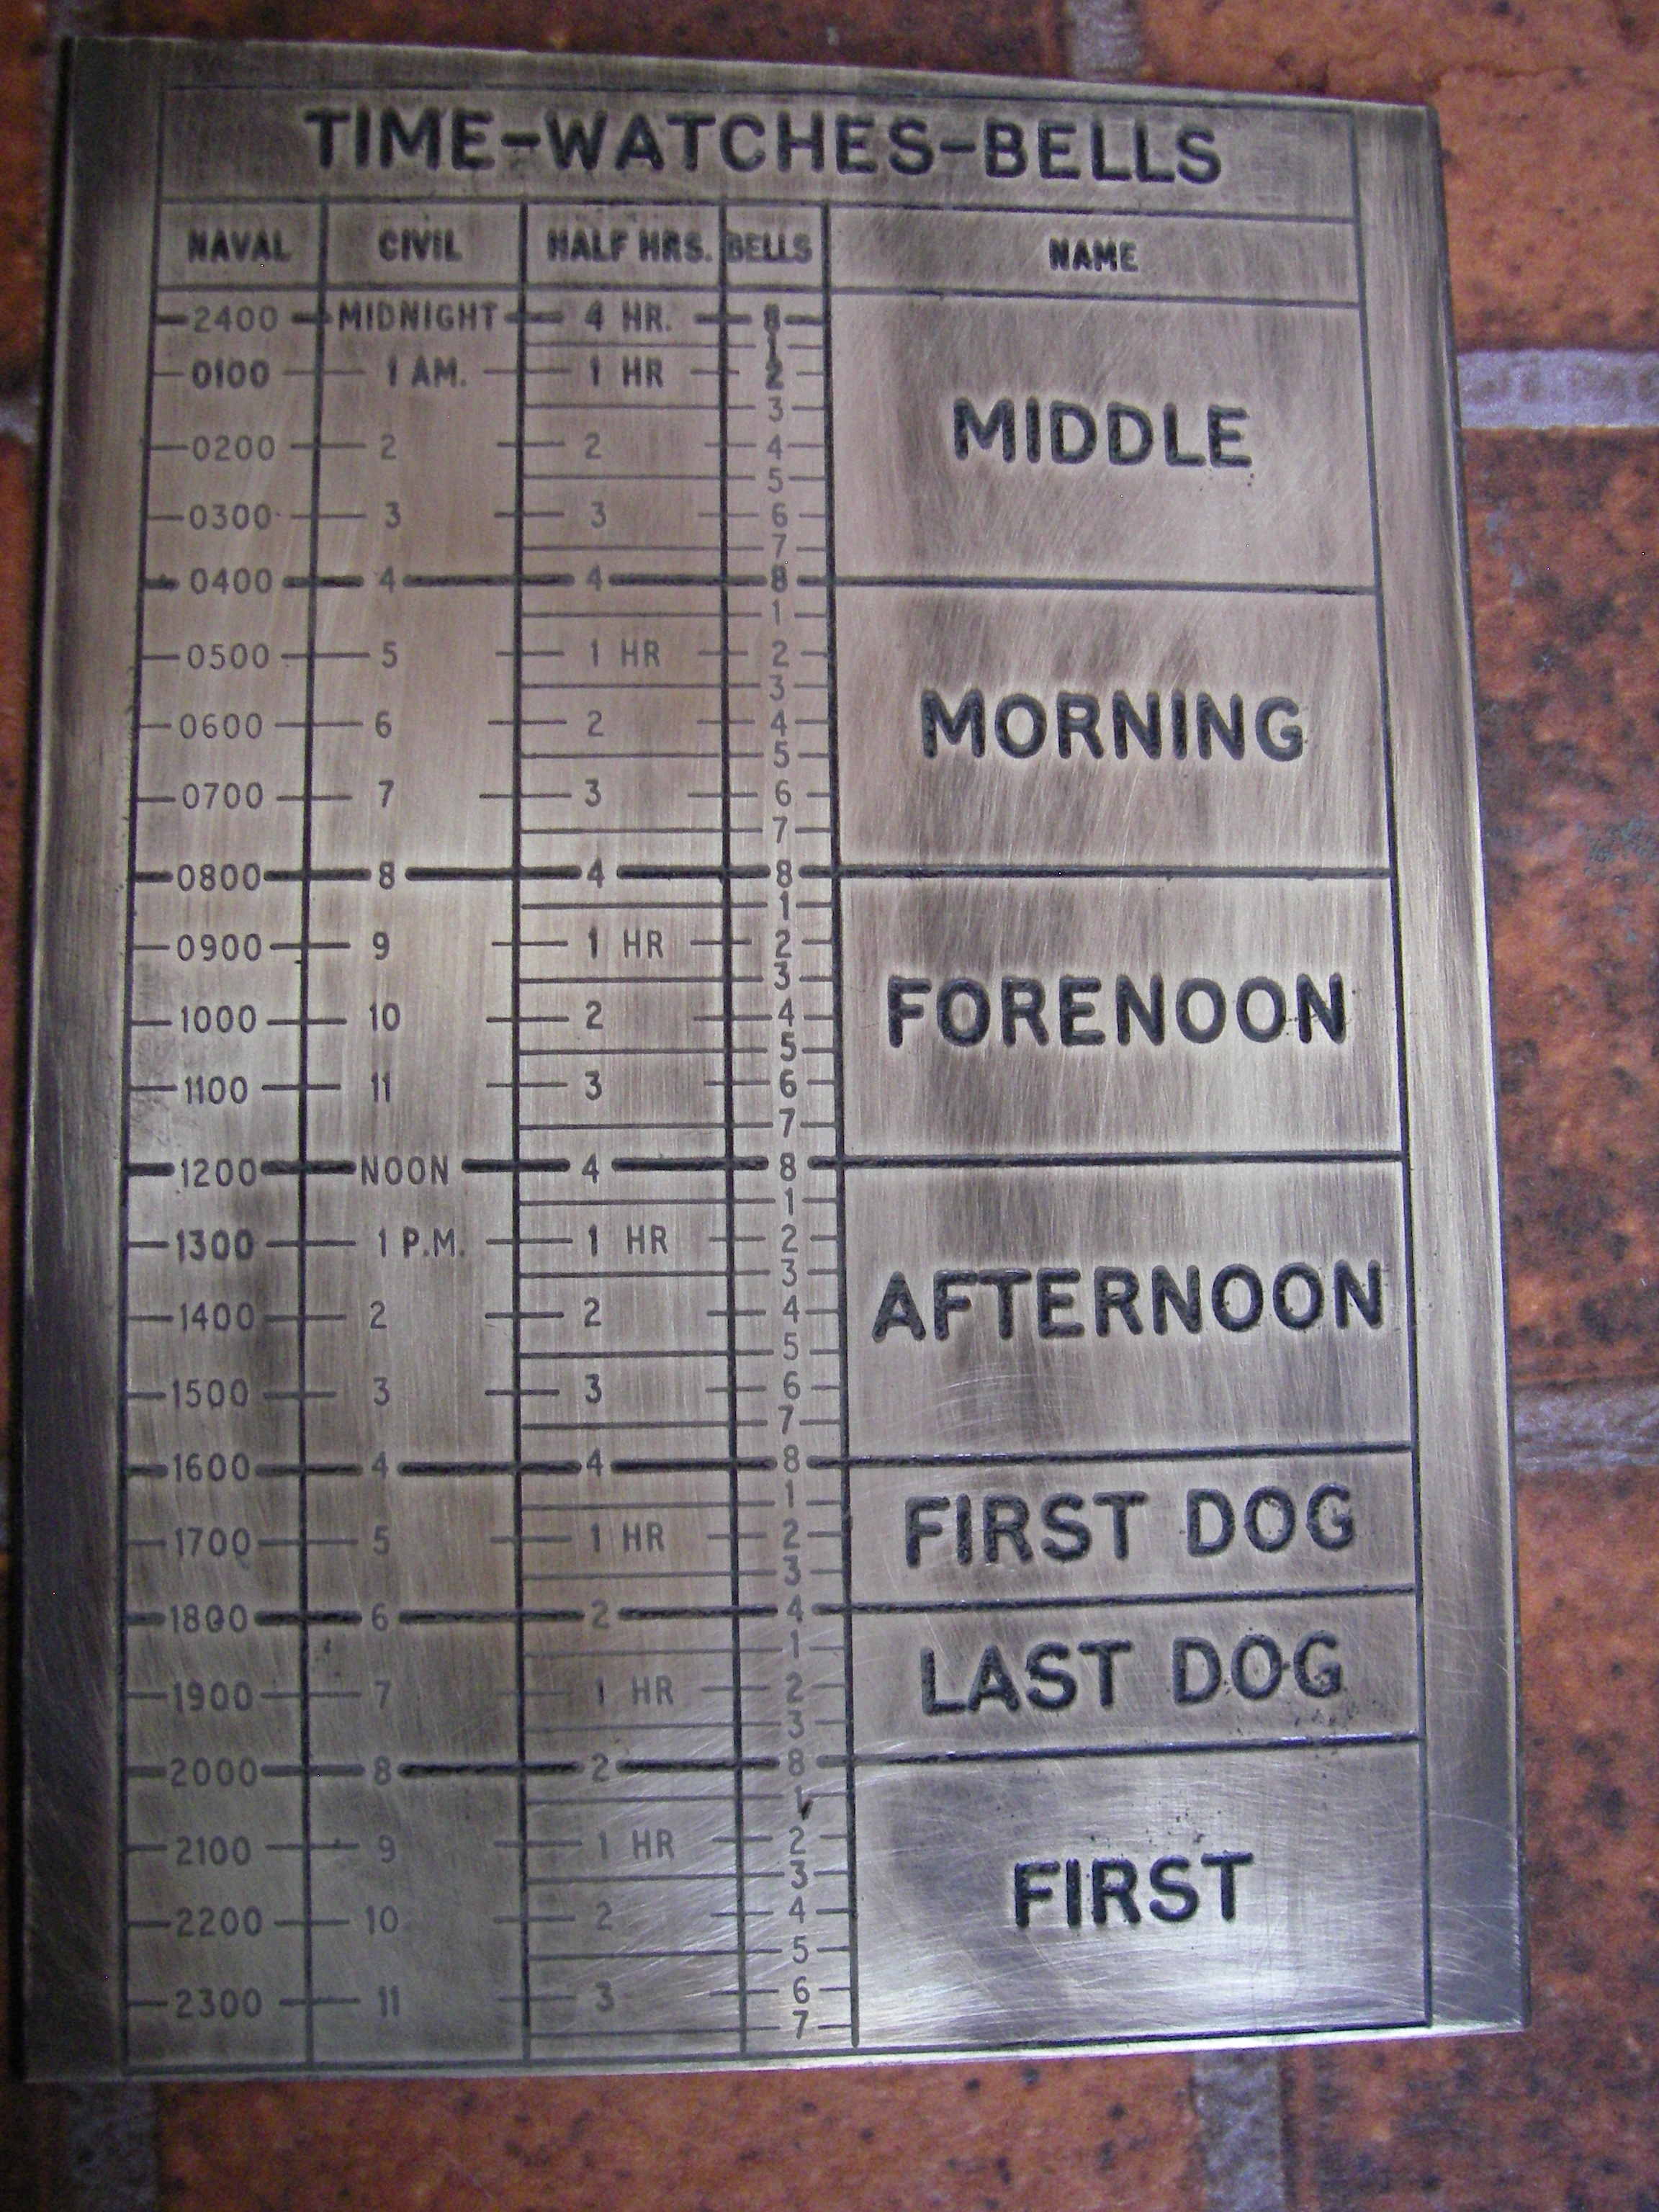 TIME-WATCHES-BELLS
NAVAL CIVIL HALF HRS. BELLS NAME
2400 MIDNIGHT 4 HR. 8
1
0100 1 AM. 1 HR 2
3
MIDDLE
0200 2 2 4
5
0300 3 3 6
7
0400 4 4 8
1
0500 5 1 HR 2
3
0600 6 2 4
MORNING
5
0700 7 3 6
7
0800 8 4 8
1
0900 9 1 HR 2
3
1000 10 2 4
FORENOON
5
1100 11 3 6
7
1200 NOON 4 8
1
1300 1 P.M. 1 HR 2
3
1400 2 2 4
AFTERNOON
5
1500 3 3 6
7
1600 4 4 8
1
1700 5 1 HR 2
FIRST DOG
3
1800 6 2 4
1
1900 7 1 HR 2
LAST DOG
3
2000 8 2 8
1
2100 9 1 HR 2
3
2200 10 2 4
FIRST
5
2300 11 3 6
7